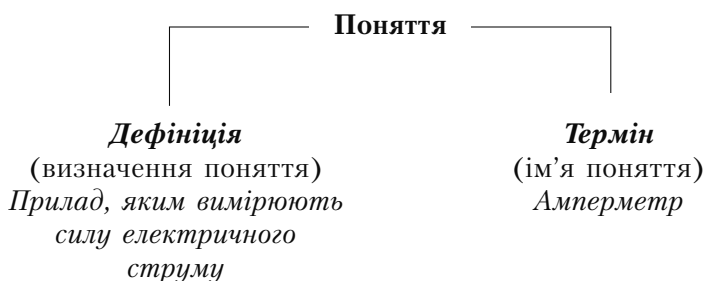 Поняття
Дефініція
(визначення поняття)
Прилад, яким вимірюють
силу електричного
струму
Термін
(ім’я поняття)
Амперметр